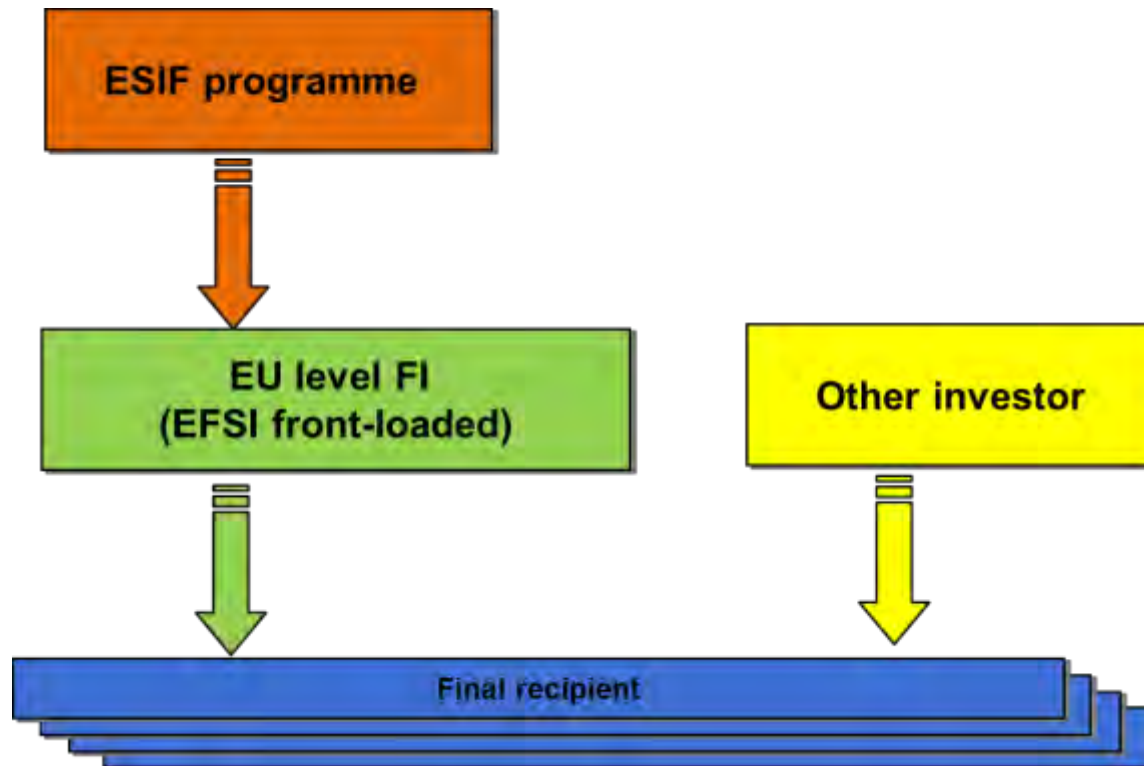 ESIF programme
EU level FI
(EFSI front-loaded)
Other investor
Final recipient